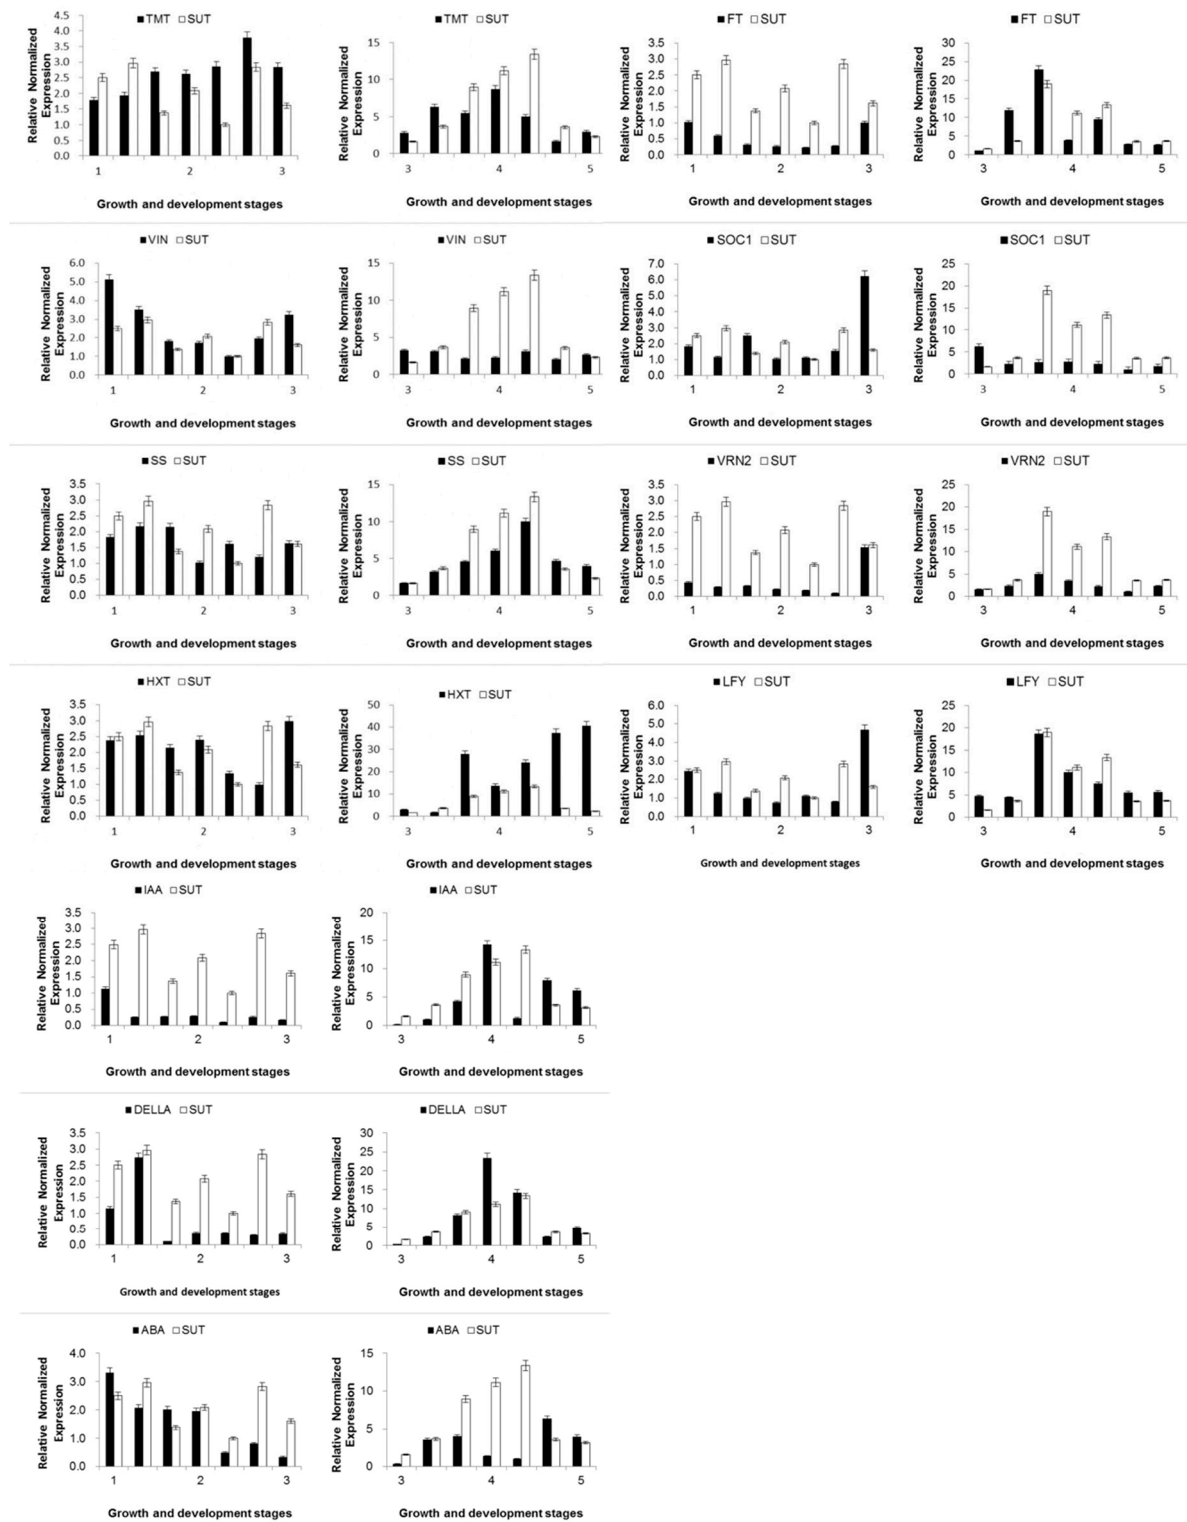 ■TMT □SUT
Relative Normalized
Expression
4.5
4.0
3.5
3.0
2.5
2.0
1.5
1.0
0.5
0.0
1 2 3
Growth and development stages
■TMT □SUT
Relative Normalized
Expression
15
10
5
0
3 4 5
Growth and development stages
■FT □SUT
Relative Normalized
Expression
3.5
3.0
2.5
2.0
1.5
1.0
0.5
0.0
1 2 3
Growth and development stages
■FT □SUT
Relative Normalized
Expression
30
25
20
15
10
5
0
3 4 5
Growth and development stages
■VIN □SUT
Relative Normalized
Expression
6.0
5.0
4.0
3.0
2.0
1.0
0.0
1 2 3
Growth and development stages
■VIN □SUT
Relative Normalized
Expression
15
10
5
0
3 4 5
Growth and development stages
■SOC1 □SUT
Relative Normalized
Expression
7.0
6.0
5.0
4.0
3.0
2.0
1.0
0.0
1 2 3
Growth and development stages
■SOC1 □SUT
Relative Normalized
Expression
25
20
15
10
5
0
3 4 5
Growth and development stages
■SS □SUT
Relative Normalized
Expression
3.5
3.0
2.5
2.0
1.5
1.0
0.5
0.0
1 2 3
Growth and development stages
■SS □SUT
Relative Normalized
Expression
15
10
5
0
3 4 5
Growth and development stages
■VRN2 □SUT
Relative Normalized
Expression
3.5
3.0
2.5
2.0
1.5
1.0
0.5
0.0
1 2 3
Growth and development stages
■VRN2 □SUT
Relative Normalized
Expression
25
20
15
10
5
0
3 4 5
Growth and development stages
■HXT □SUT
Relative Normalized
Expression
3.5
3.0
2.5
2.0
1.5
1.0
0.5
0.0
1 2 3
Growth and development stages
■HXT □SUT
Relative Normalized
Expression
50
40
30
20
10
0
3 4 5
Growth and development stages
■LFY □SUT
Relative Normalized
Expression
6.0
5.0
4.0
3.0
2.0
1.0
0.0
1 2 3
Growth and development stages
■LFY □SUT
Relative Normalized
Expression
25
20
15
10
5
0
3 4 5
Growth and development stages
■IAA □SUT
Relative Normalized
Expression
3.5
3.0
2.5
2.0
1.5
1.0
0.5
0.0
1 2 3
Growth and development stages
■IAA □SUT
Relative Normalized
Expression
20
15
10
5
0
3 4 5
Growth and development stages
■DELLA □SUT
Relative Normalized
Expression
3.5
3.0
2.5
2.0
1.5
1.0
0.5
0.0
1 2 3
Growth and development stages
■DELLA □SUT
Relative Normalized
Expression
30
25
20
15
10
5
0
3 4 5
Growth and development stages
■ABA □SUT
Relative Normalized
Expression
4.0
3.0
2.0
1.0
0.0
1 2 3
Growth and development stages
■ABA □SUT
Relative Normalized
Expression
15
10
5
0
3 4 5
Growth and development stages